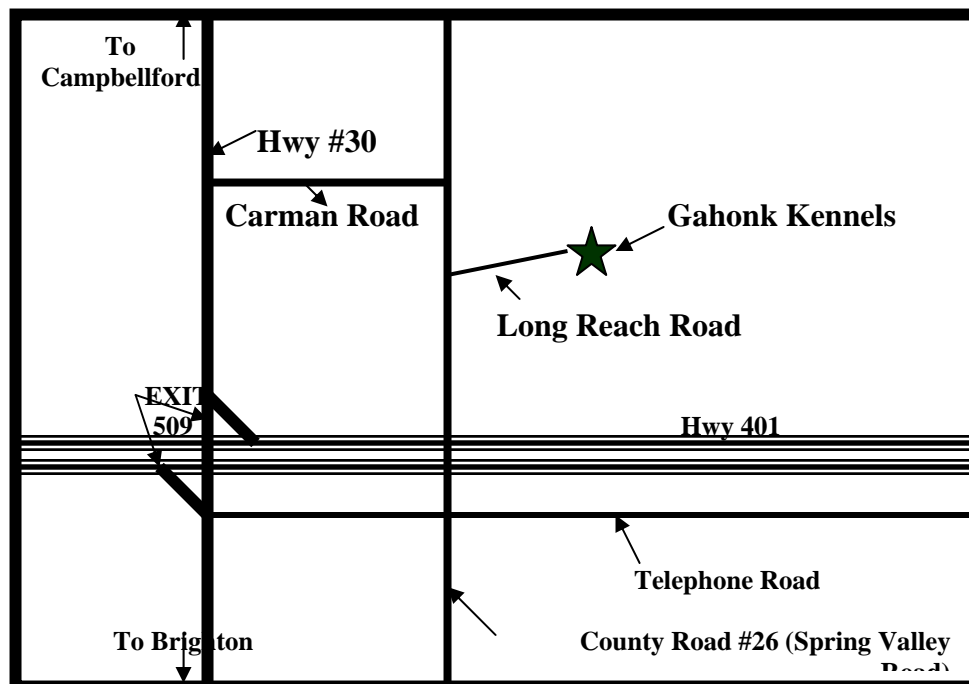 To
Campbellford
Hwy #30
Carman Road
Gahonk Kennels
Long Reach Road
EXIT
509
Hwy 401
Telephone Road
To Brighton
County Road #26 (Spring Valley
Road)